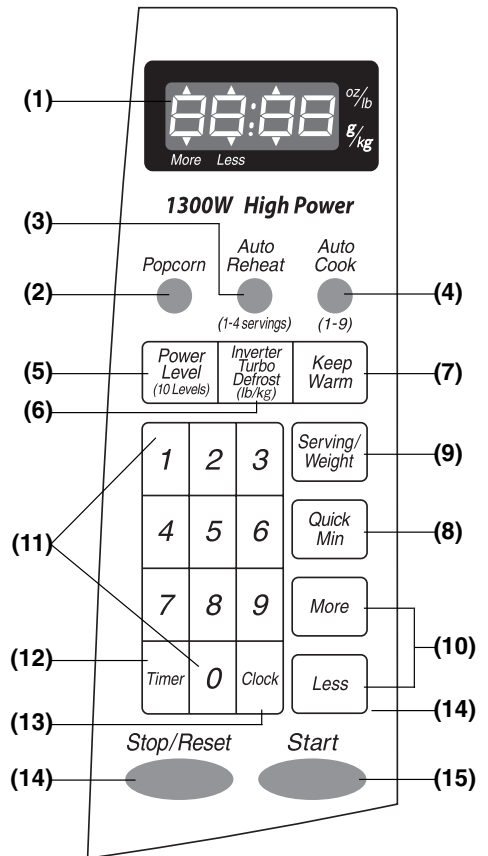 (1)
88:88
oz/lb
g/kg
More Less
1300W High Power
(3)
Popcorn
Auto
Reheat
Auto
Cook
(2)
(4)
(1-4 servings)
(1-9)
(5)
Power
Level
(10 Levels)
Inverter
Turbo
Defrost
(lb/kg)
Keep
Warm
(7)
(6)
1 2 3
Serving/
Weight
(9)
4 5 6
Quick
Min
(8)
(11)
7 8 9
More
(10)
(12)
Timer 0 Clock
Less
(13)
(14)
Stop/Reset
Start
(14)
(15)